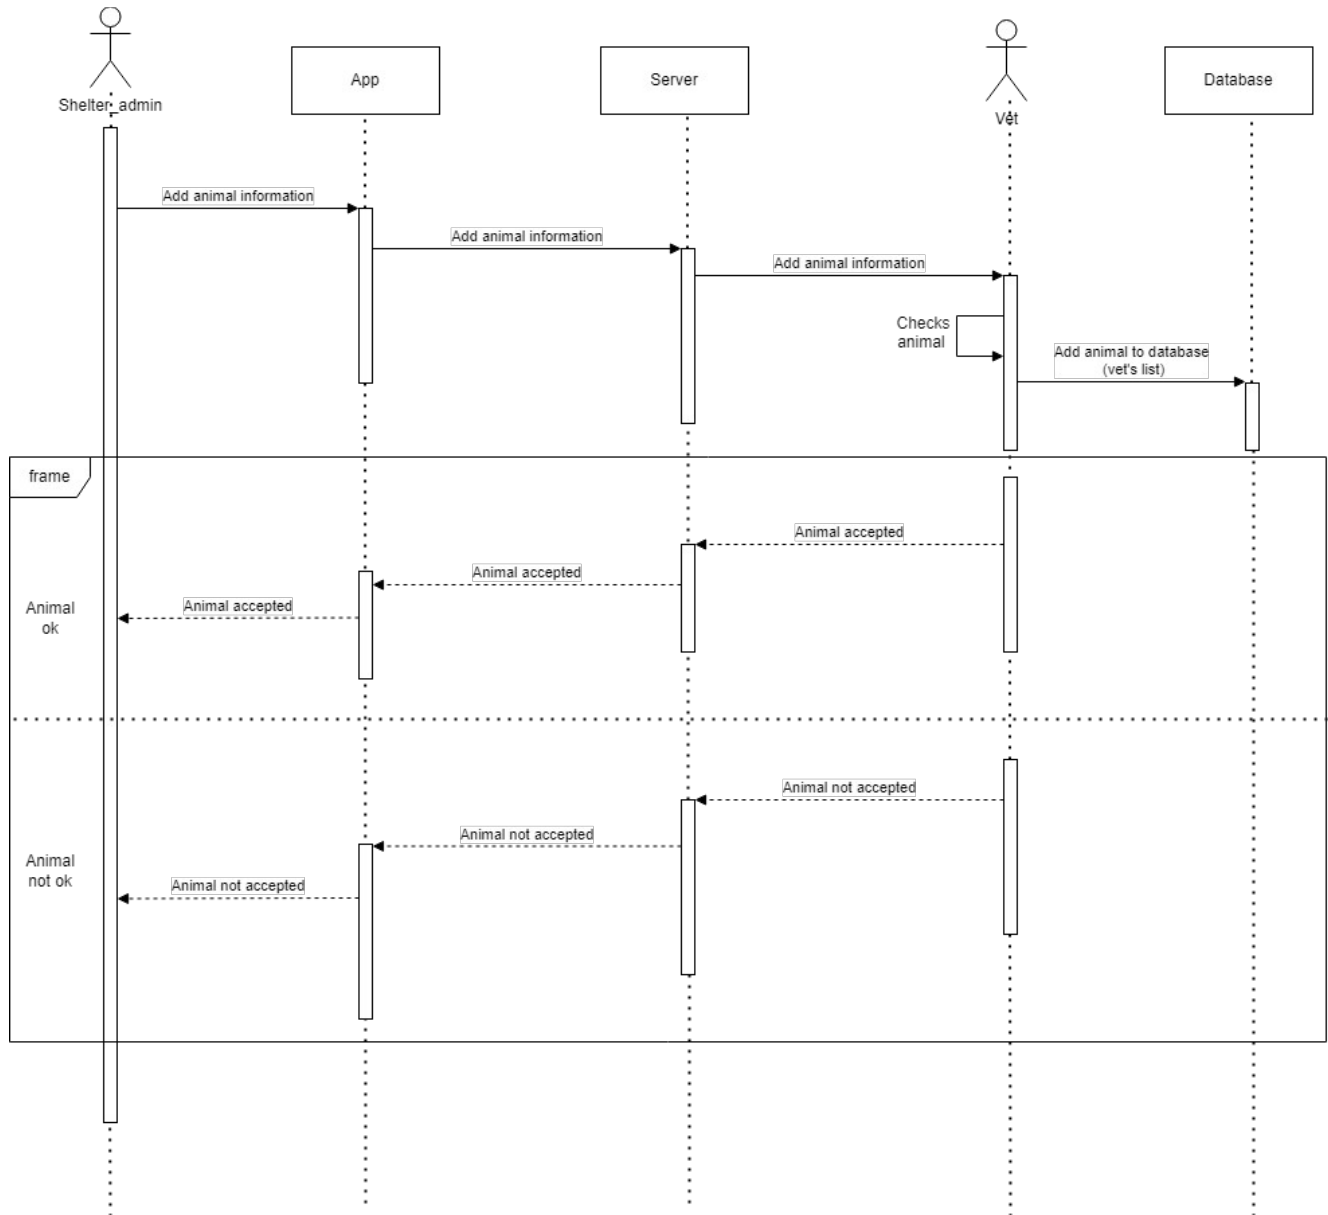 Shelter_admin
App
Server
Vet
Database
Add animal information
Add animal information
Add animal information
Checks
animal
Add animal to database
(vet's list)
frame
Animal accepted
Animal accepted
Animal accepted
Animal
ok
Animal not accepted
Animal not accepted
Animal not accepted
Animal
not ok